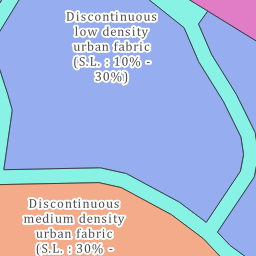 Discontinuous
low density
urban fabric
(S.L. : 10% -
30%)
Discontinuous
medium density
urban fabric
(S.L. : 30% -